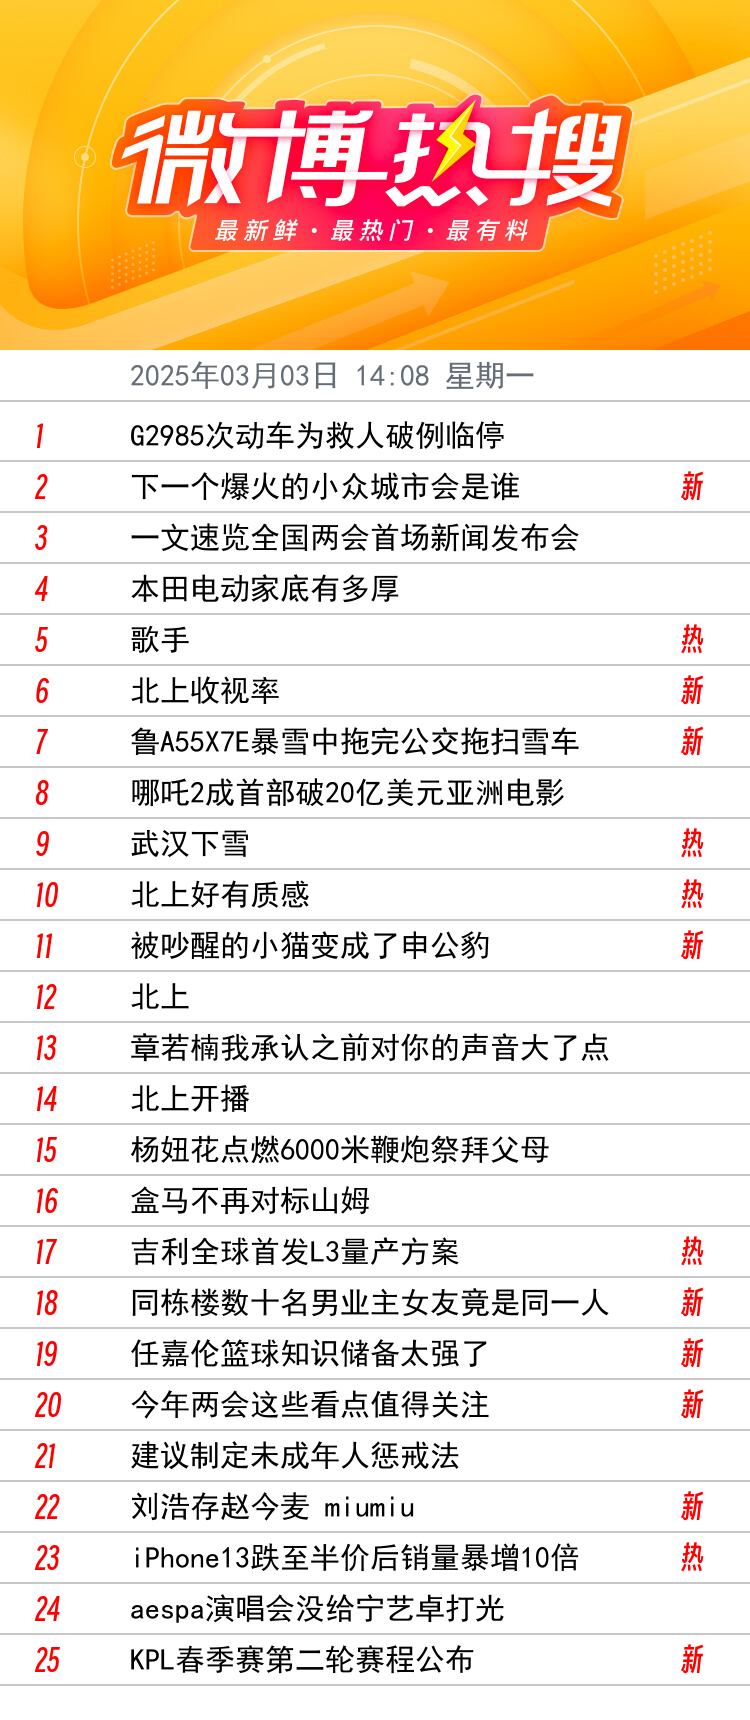 微博热搜
最新鲜·最热门·最有料
2025年03月03日 14:08 星期一
1 G2985次动车为救人破例临停
2 下一个爆火的小众城市会是谁 新
3 一文速览全国两会首场新闻发布会
4 本田电动家底有多厚
5 歌手 热
6 北上收视率 新
7 鲁A55X7E暴雪中拖完公交拖扫雪车 新
8 哪吒2成首部破20亿美元亚洲电影
9 武汉下雪 热
10 北上好有质感 热
11 被吵醒的小猫变成了申公豹 新
12 北上
13 章若楠我承认之前对你的声音大了点
14 北上开播
15 杨妞花点燃6000米鞭炮祭拜父母
16 盒马不再对标山姆
17 吉利全球首发L3量产方案 热
18 同栋楼数十名男业主女友竟是同一人 新
19 任嘉伦篮球知识储备太强了 新
20 今年两会这些看点值得关注 新
21 建议制定未成年人惩戒法
22 刘浩存赵今麦 miumiu 新
23 iPhone13跌至半价后销量暴增10倍 热
24 aespa演唱会没给宁艺卓打光
25 KPL春季赛第二轮赛程公布 新